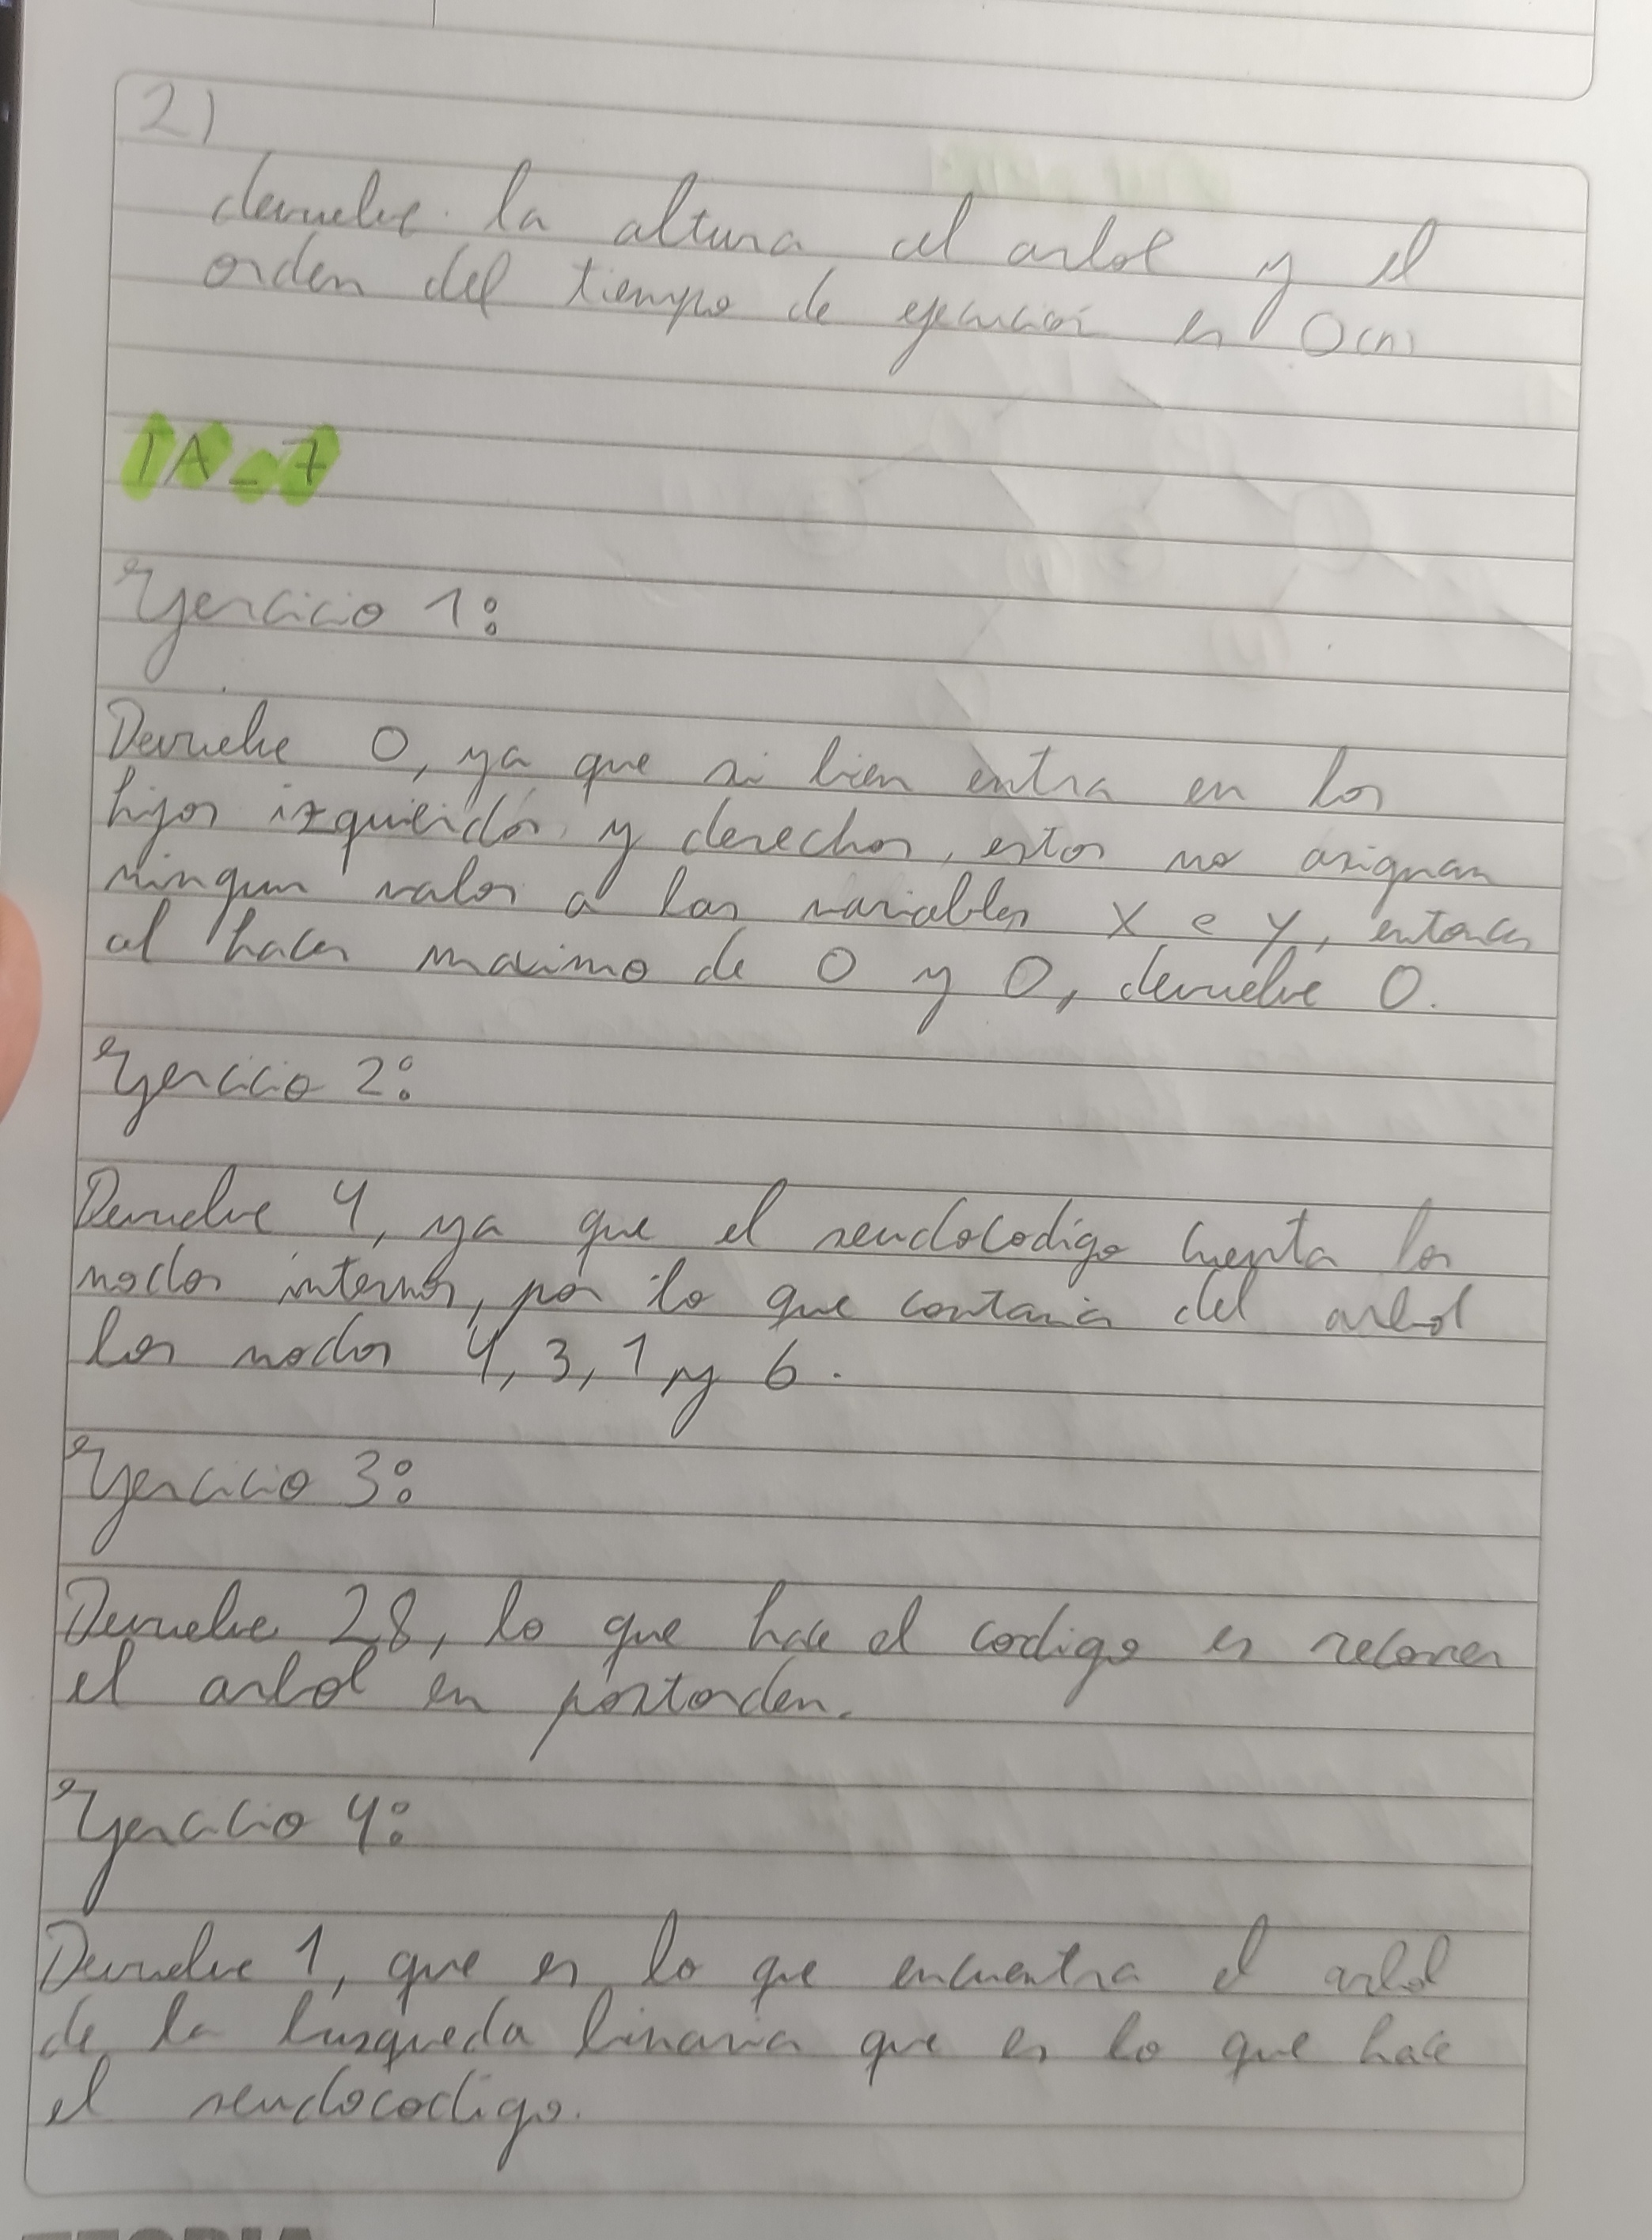 2)
devuelve la altura del arbol y el
orden del tiempo de ejecución es O(n)
TA_7
Ejercicio 1:
Devuelve 0, ya que si bien entra en los
hijos izquierdos y derechos, estos no asignan
ningun valor a las variables x e y, entonces
al hacer maximo de 0 y 0, devuelve 0.
Ejercicio 2:
Devuelve 4, ya que el seudocodigo cuenta los
nodos internos, por lo que contaria del arbol
los nodos 4, 3, 1 y 6.
Ejercicio 3:
Devuelve 28, lo que hace el codigo es recorrer
el arbol en postorden.
Ejercicio 4:
Devuelve 1, que es lo que encuentra el arbol
de la busqueda binaria que es lo que hace
el seudocodigo.